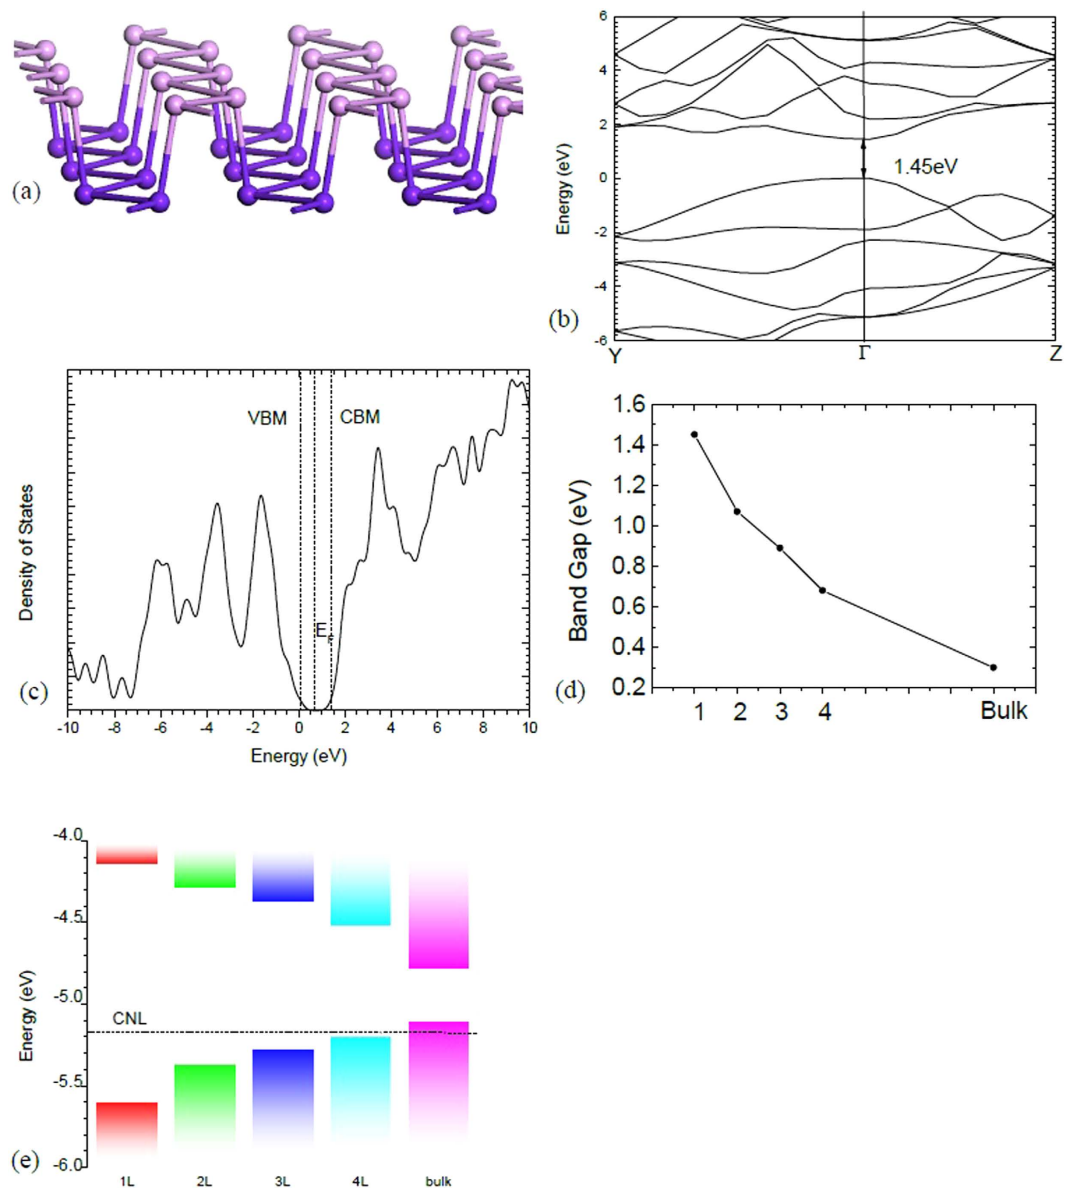 (a)
6
4
2
0
-2
-4
-6
Energy (eV)
1.45eV
(b)
Y Γ Z
VBM CBM
Density of States
E_F
(c)
-10 -8 -6 -4 -2 0 2 4 6 8 10
Energy (eV)
1.6
1.4
1.2
1.0
0.8
0.6
0.4
0.2
Band Gap (eV)
(d)
1 2 3 4 Bulk
-4.0
-4.5
-5.0
-5.5
-6.0
Energy (eV)
CNL
(e)
1L 2L 3L 4L bulk